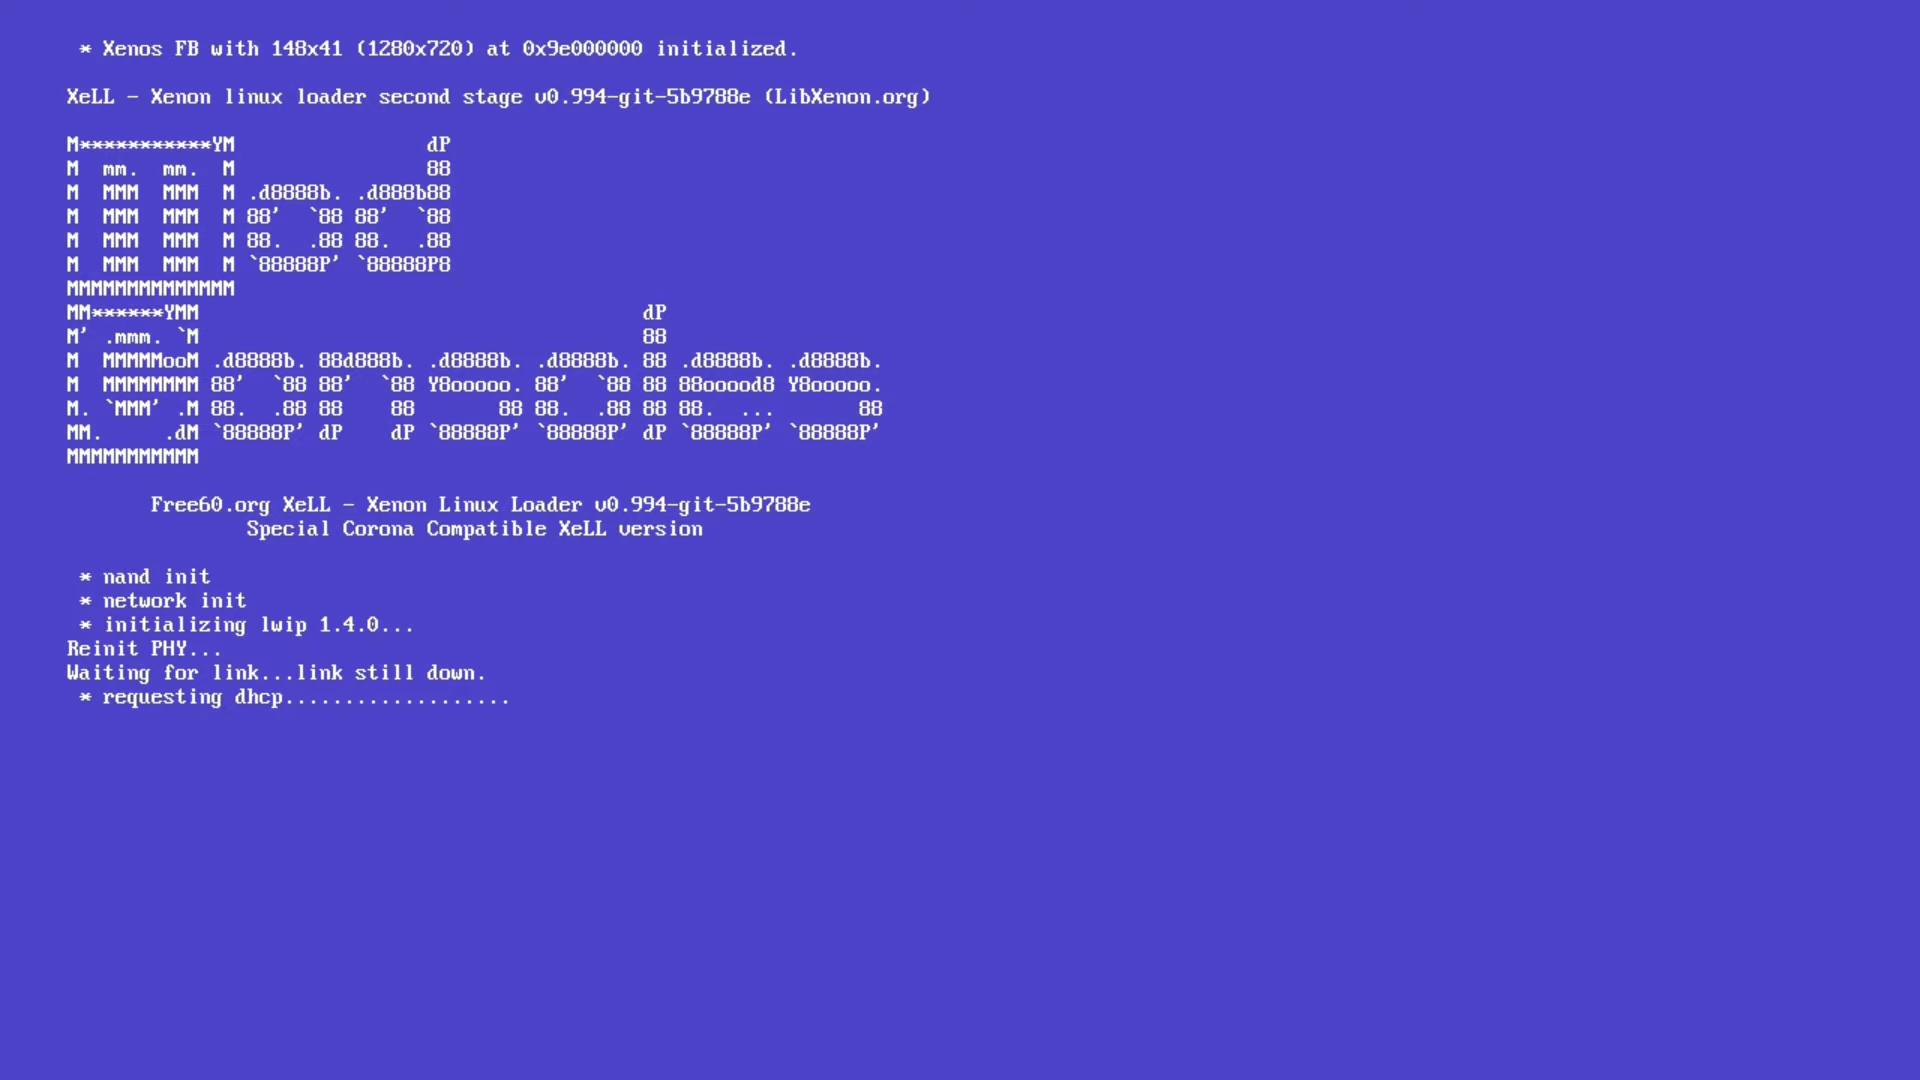 * Xenos FB with 148x41 (1280x720) at 0x9e000000 initialized.
XeLL - Xenon linux loader second stage v0.994-git-5b9788e (LibXenon.org)
M***********YM                dP
M  mm.  mm.  M                88
M  MMM  MMM  M .d8888b. .d888b88
M  MMM  MMM  M 88'  `88 88'  `88
M  MMM  MMM  M 88.  .88 88.  .88
M  MMM  MMM  M `88888P' `88888P8
MMMMMMMMMMMMMM
MM******YMM                                     dP
M' .mmm. `M                                     88
M  MMMMMooM .d8888b. 88d888b. .d8888b. .d8888b. 88 .d8888b. .d8888b.
M  MMMMMMMM 88'  `88 88'  `88 Y8ooooo. 88'  `88 88 88ooood8 Y8ooooo.
M. `MMM' .M 88.  .88 88    88       88 88.  .88 88 88.  ...       88
MM.     .dM `88888P' dP    dP `88888P' `88888P' dP `88888P' `88888P'
MMMMMMMMMMM
Free60.org XeLL - Xenon Linux Loader v0.994-git-5b9788e
Special Corona Compatible XeLL version
* nand init
* network init
* initializing lwip 1.4.0...
Reinit PHY...
Waiting for link...link still down.
* requesting dhcp...................